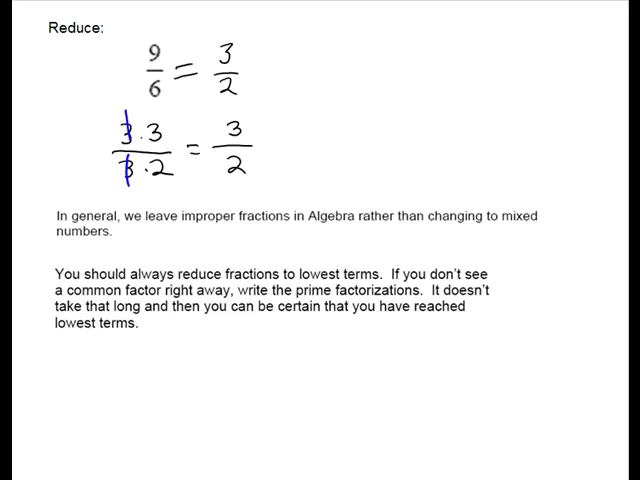 Reduce:
9/6 = 3/2
3·3/3·2 = 3/2
In general, we leave improper fractions in Algebra rather than changing to mixed
numbers.
You should always reduce fractions to lowest terms.  If you don't see
a common factor right away, write the prime factorizations.  It doesn't
take that long and then you can be certain that you have reached
lowest terms.